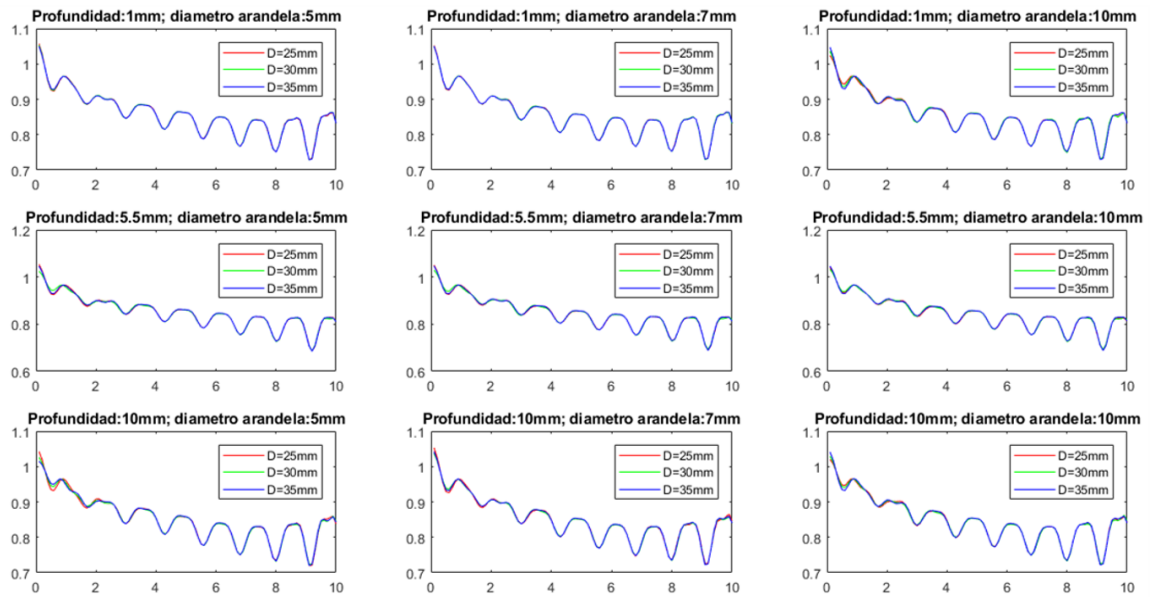 Profundidad:1mm; diametro arandela:5mm
1.1
1
0.9
0.8
0.7
0 2 4 6 8 10
D=25mm
D=30mm
D=35mm
Profundidad:1mm; diametro arandela:7mm
1.1
1
0.9
0.8
0.7
0 2 4 6 8 10
D=25mm
D=30mm
D=35mm
Profundidad:1mm; diametro arandela:10mm
1.1
1
0.9
0.8
0.7
0 2 4 6 8 10
D=25mm
D=30mm
D=35mm
Profundidad:5.5mm; diametro arandela:5mm
1.2
1
0.8
0.6
0 2 4 6 8 10
D=25mm
D=30mm
D=35mm
Profundidad:5.5mm; diametro arandela:7mm
1.2
1
0.8
0.6
0 2 4 6 8 10
D=25mm
D=30mm
D=35mm
Profundidad:5.5mm; diametro arandela:10mm
1.2
1
0.8
0.6
0 2 4 6 8 10
D=25mm
D=30mm
D=35mm
Profundidad:10mm; diametro arandela:5mm
1.1
1
0.9
0.8
0.7
0 2 4 6 8 10
D=25mm
D=30mm
D=35mm
Profundidad:10mm; diametro arandela:7mm
1.1
1
0.9
0.8
0.7
0 2 4 6 8 10
D=25mm
D=30mm
D=35mm
Profundidad:10mm; diametro arandela:10mm
1.1
1
0.9
0.8
0.7
0 2 4 6 8 10
D=25mm
D=30mm
D=35mm